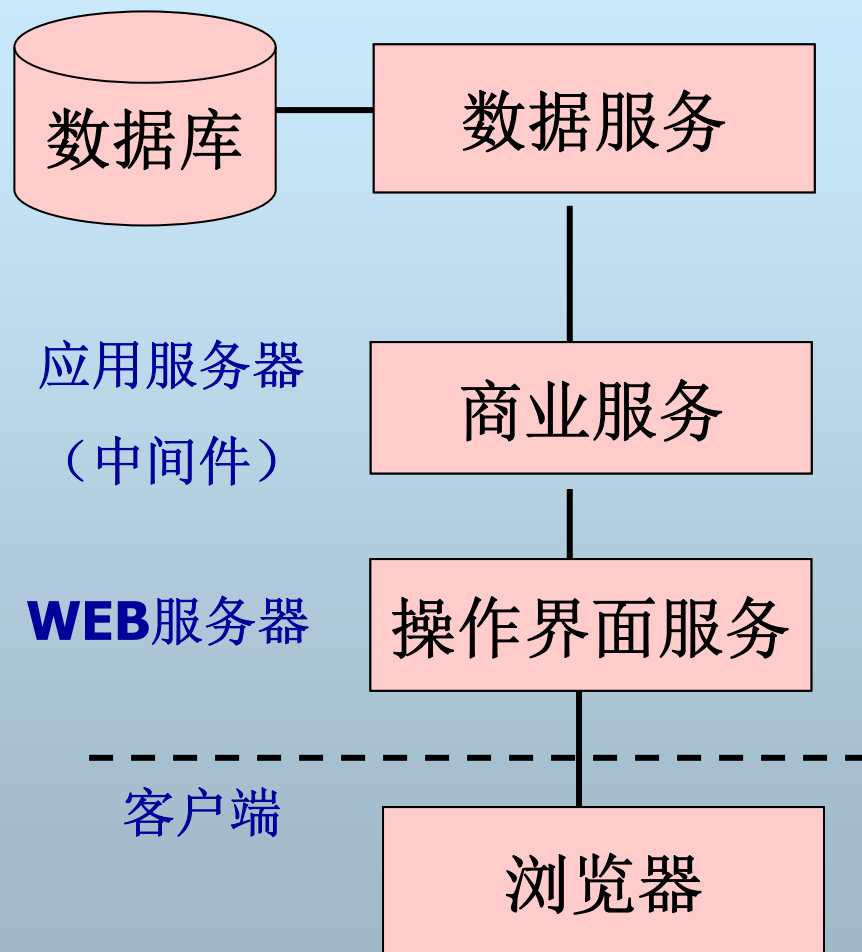 数据库
数据服务
应用服务器
（中间件）
商业服务
WEB服务器
操作界面服务
客户端
浏览器